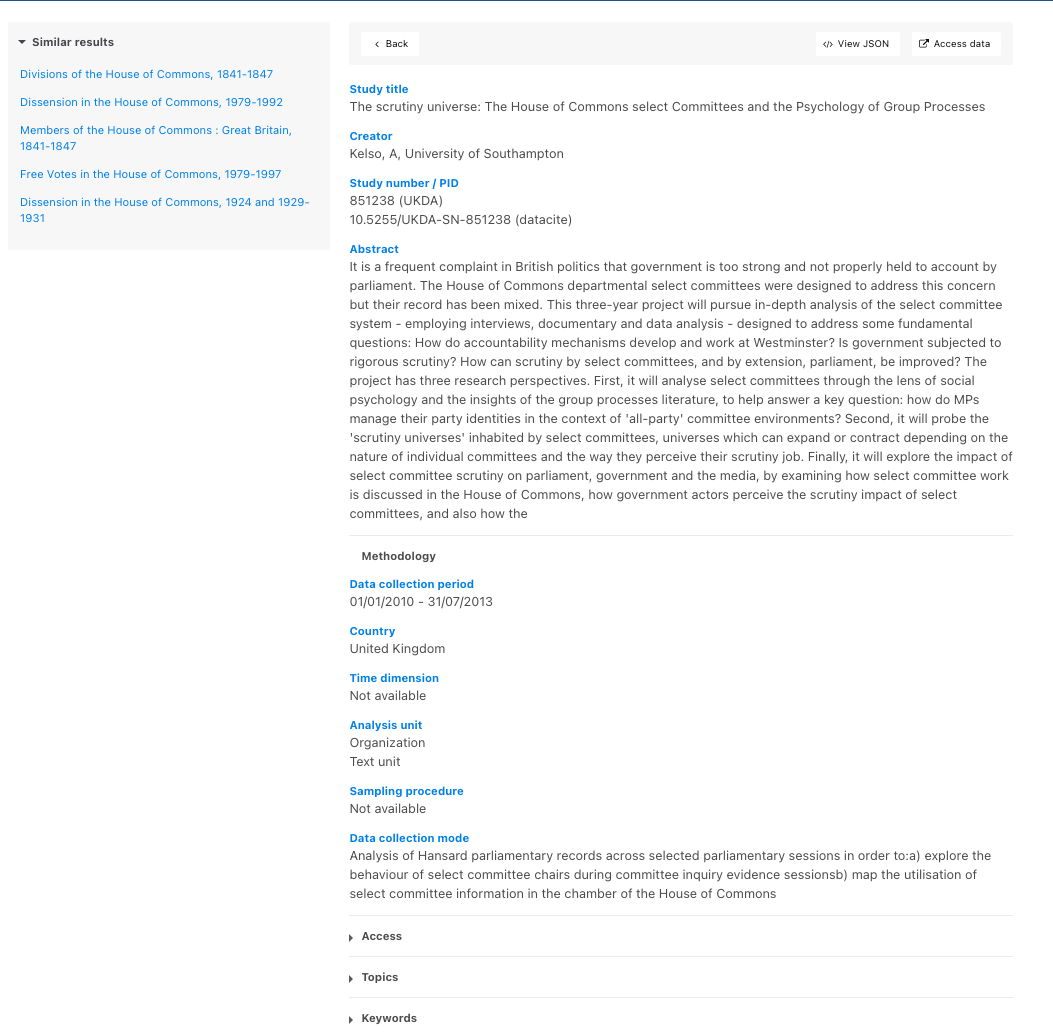 Similar results
Divisions of the House of Commons, 1841-1847
Dissension in the House of Commons, 1979-1992
Members of the House of Commons : Great Britain,
1841-1847
Free Votes in the House of Commons, 1979-1997
Dissension in the House of Commons, 1924 and 1929-
1931
Back
View JSON
Access data
Study title
The scrutiny universe: The House of Commons select Committees and the Psychology of Group Processes
Creator
Kelso, A, University of Southampton
Study number / PID
851238 (UKDA)
10.5255/UKDA-SN-851238 (datacite)
Abstract
It is a frequent complaint in British politics that government is too strong and not properly held to account by
parliament. The House of Commons departmental select committees were designed to address this concern
but their record has been mixed. This three-year project will pursue in-depth analysis of the select committee
system - employing interviews, documentary and data analysis - designed to address some fundamental
questions: How do accountability mechanisms develop and work at Westminster? Is government subjected to
rigorous scrutiny? How can scrutiny by select committees, and by extension, parliament, be improved? The
project has three research perspectives. First, it will analyse select committees through the lens of social
psychology and the insights of the group processes literature, to help answer a key question: how do MPs
manage their party identities in the context of 'all-party' committee environments? Second, it will probe the
'scrutiny universes' inhabited by select committees, universes which can expand or contract depending on the
nature of individual committees and the way they perceive their scrutiny job. Finally, it will explore the impact of
select committee scrutiny on parliament, government and the media, by examining how select committee work
is discussed in the House of Commons, how government actors perceive the scrutiny impact of select
committees, and also how the
Methodology
Data collection period
01/01/2010 - 31/07/2013
Country
United Kingdom
Time dimension
Not available
Analysis unit
Organization
Text unit
Sampling procedure
Not available
Data collection mode
Analysis of Hansard parliamentary records across selected parliamentary sessions in order to:a) explore the
behaviour of select committee chairs during committee inquiry evidence sessionsb) map the utilisation of
select committee information in the chamber of the House of Commons
Access
Topics
Keywords